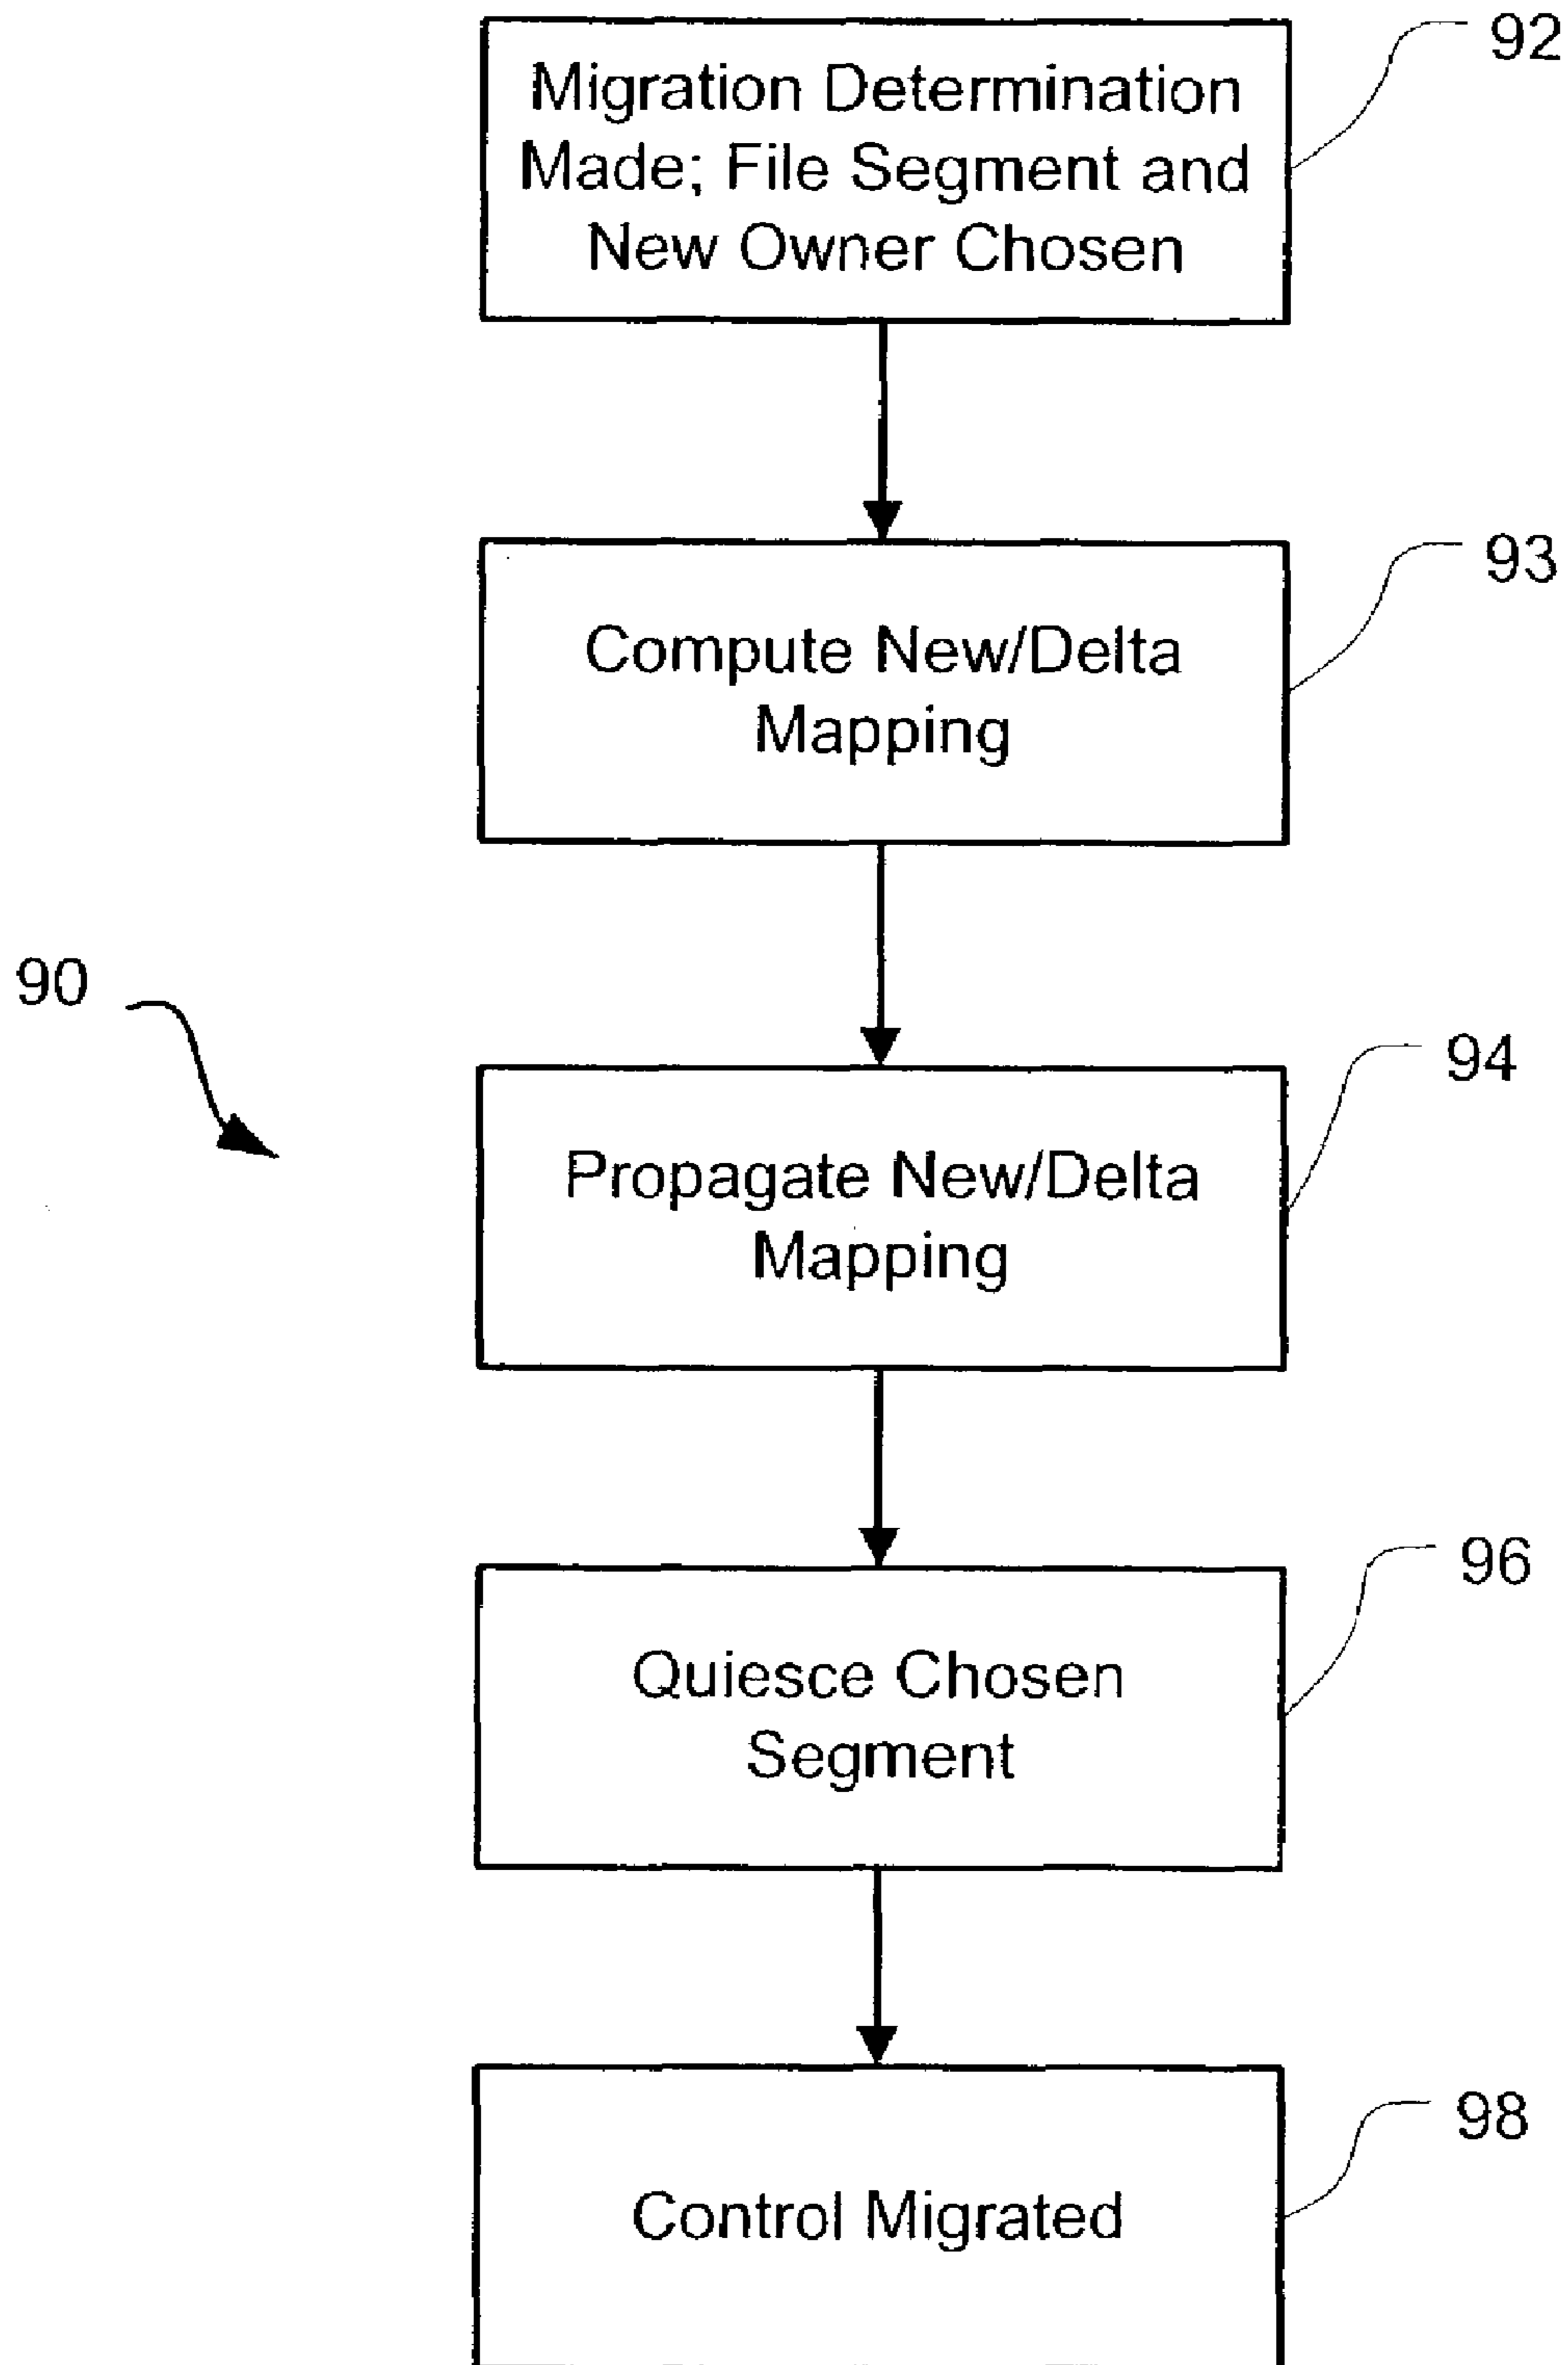 92
Migration Determination
Made; File Segment and
New Owner Chosen
93
Compute New/Delta
Mapping
90
94
Propagate New/Delta
Mapping
96
Quiesce Chosen
Segment
98
Control Migrated